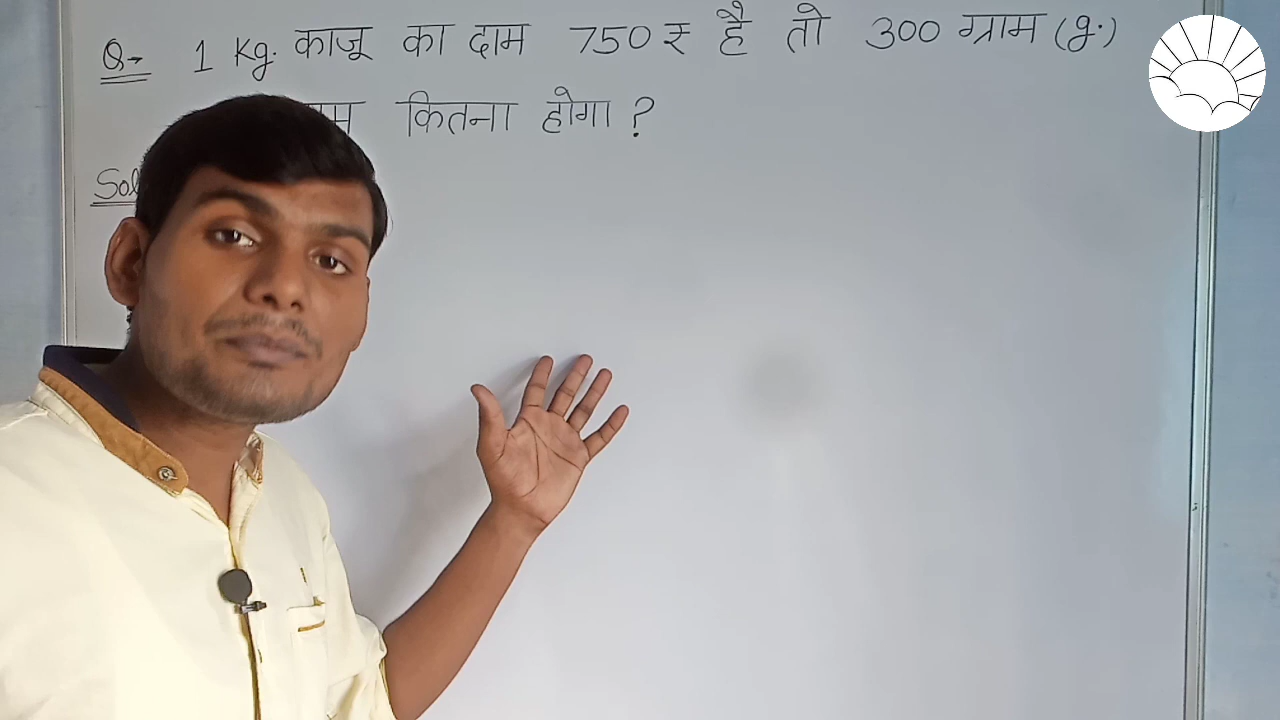 Q→ 1 Kg. काजू का दाम 750 ₹ है तो 300 ग्राम (g.)
कितना होगा ?
Sol